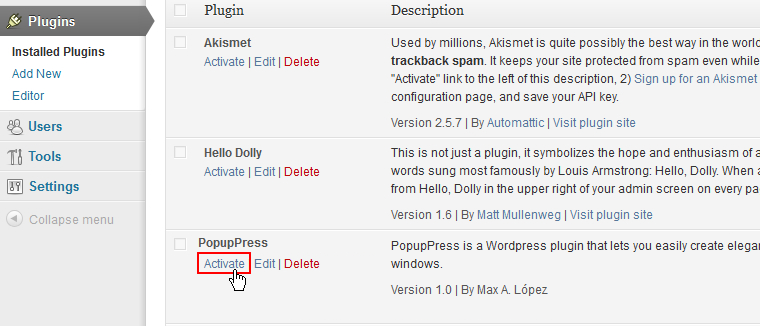 Plugins
Installed Plugins
Add New
Editor
Users
Tools
Settings
Collapse menu
Plugin Description
Akismet
Activate | Edit | Delete
Used by millions, Akismet is quite possibly the best way in the world
trackback spam. It keeps your site protected from spam even while
"Activate" link to the left of this description, 2) Sign up for an Akismet
configuration page, and save your API key.
Version 2.5.7 | By Automattic | Visit plugin site
Hello Dolly
Activate | Edit | Delete
This is not just a plugin, it symbolizes the hope and enthusiasm of a
words sung most famously by Louis Armstrong: Hello, Dolly. When a
from Hello, Dolly in the upper right of your admin screen on every pa
Version 1.6 | By Matt Mullenweg | Visit plugin site
PopupPress
Activate | Edit | Delete
PopupPress is a Wordpress plugin that lets you easily create elega
windows.
Version 1.0 | By Max A. López